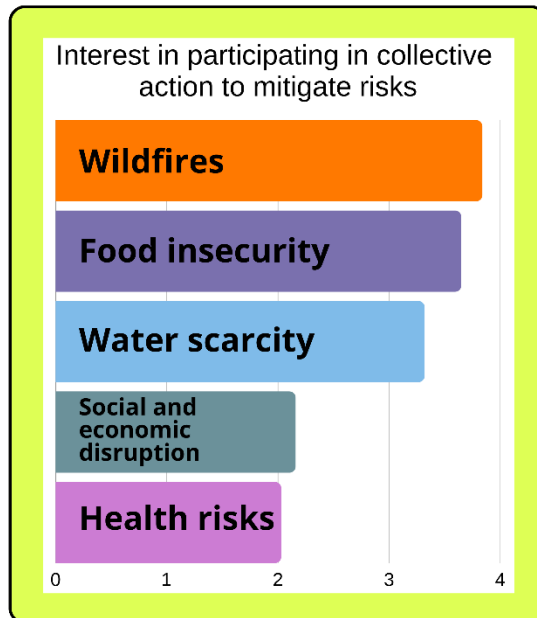 Interest in participating in collective
action to mitigate risks
Wildfires
Food insecurity
Water scarcity
Social and
economic
disruption
Health risks
0 1 2 3 4